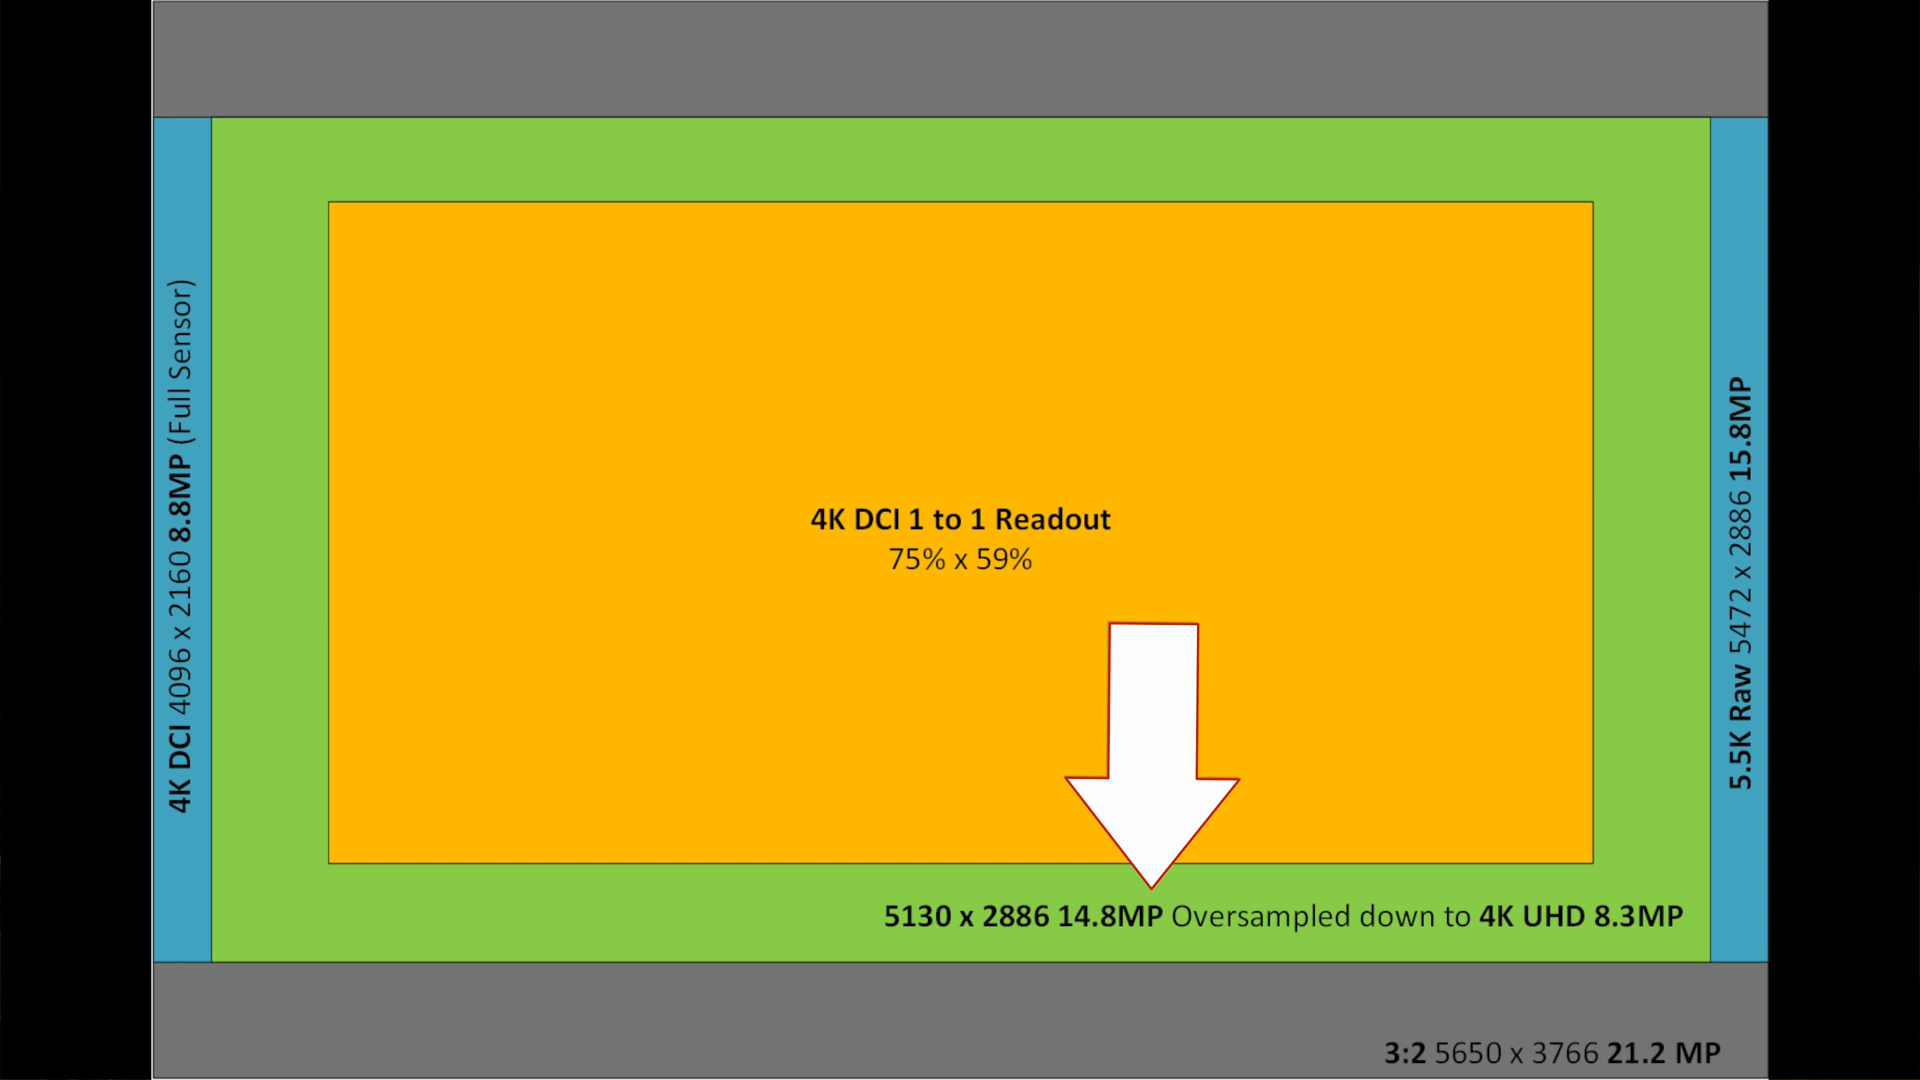 4K DCI 4096 x 2160 8.8MP (Full Sensor)
4K DCI 1 to 1 Readout
75% x 59%
5.5K Raw 5472 x 2886 15.8MP
5130 x 2886 14.8MP Oversampled down to 4K UHD 8.3MP
3:2 5650 x 3766 21.2 MP